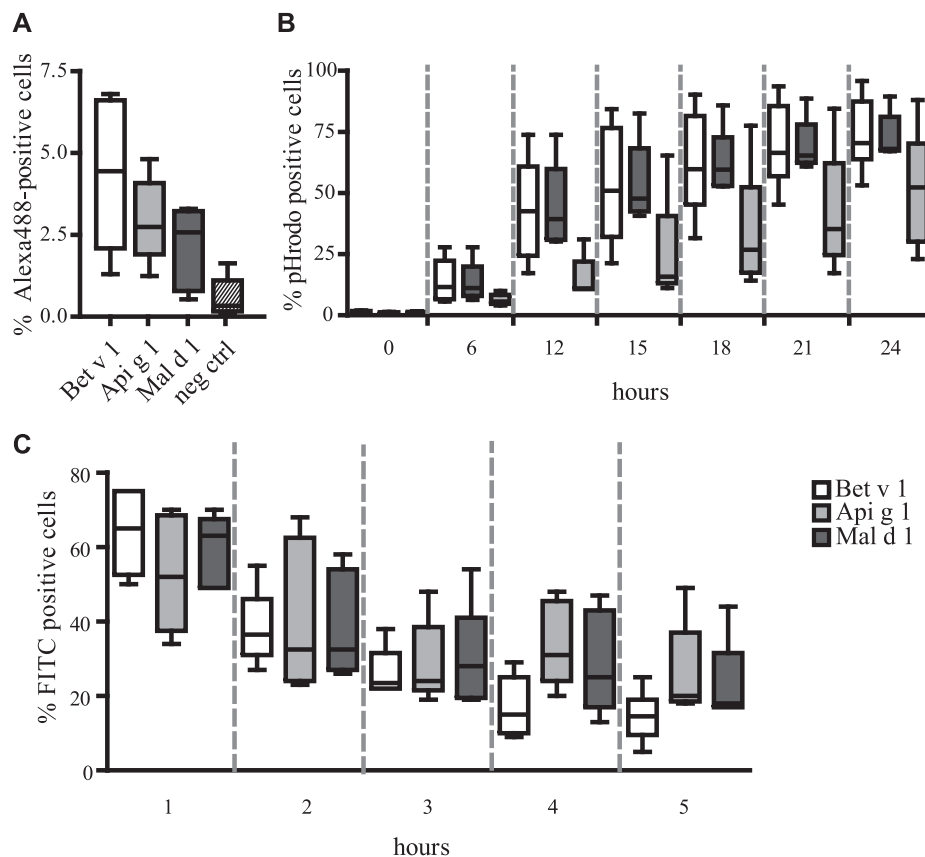 A
% Alexa488-positive cells
7.5
5.0
2.5
0.0
Bet v 1
Api g 1
Mal d 1
neg ctrl
B
% pHrodo positive cells
100
75
50
25
0
0 6 12 15 18 21 24
hours
C
% FITC positive cells
80
60
40
20
0
1 2 3 4 5
hours
Bet v 1
Api g 1
Mal d 1